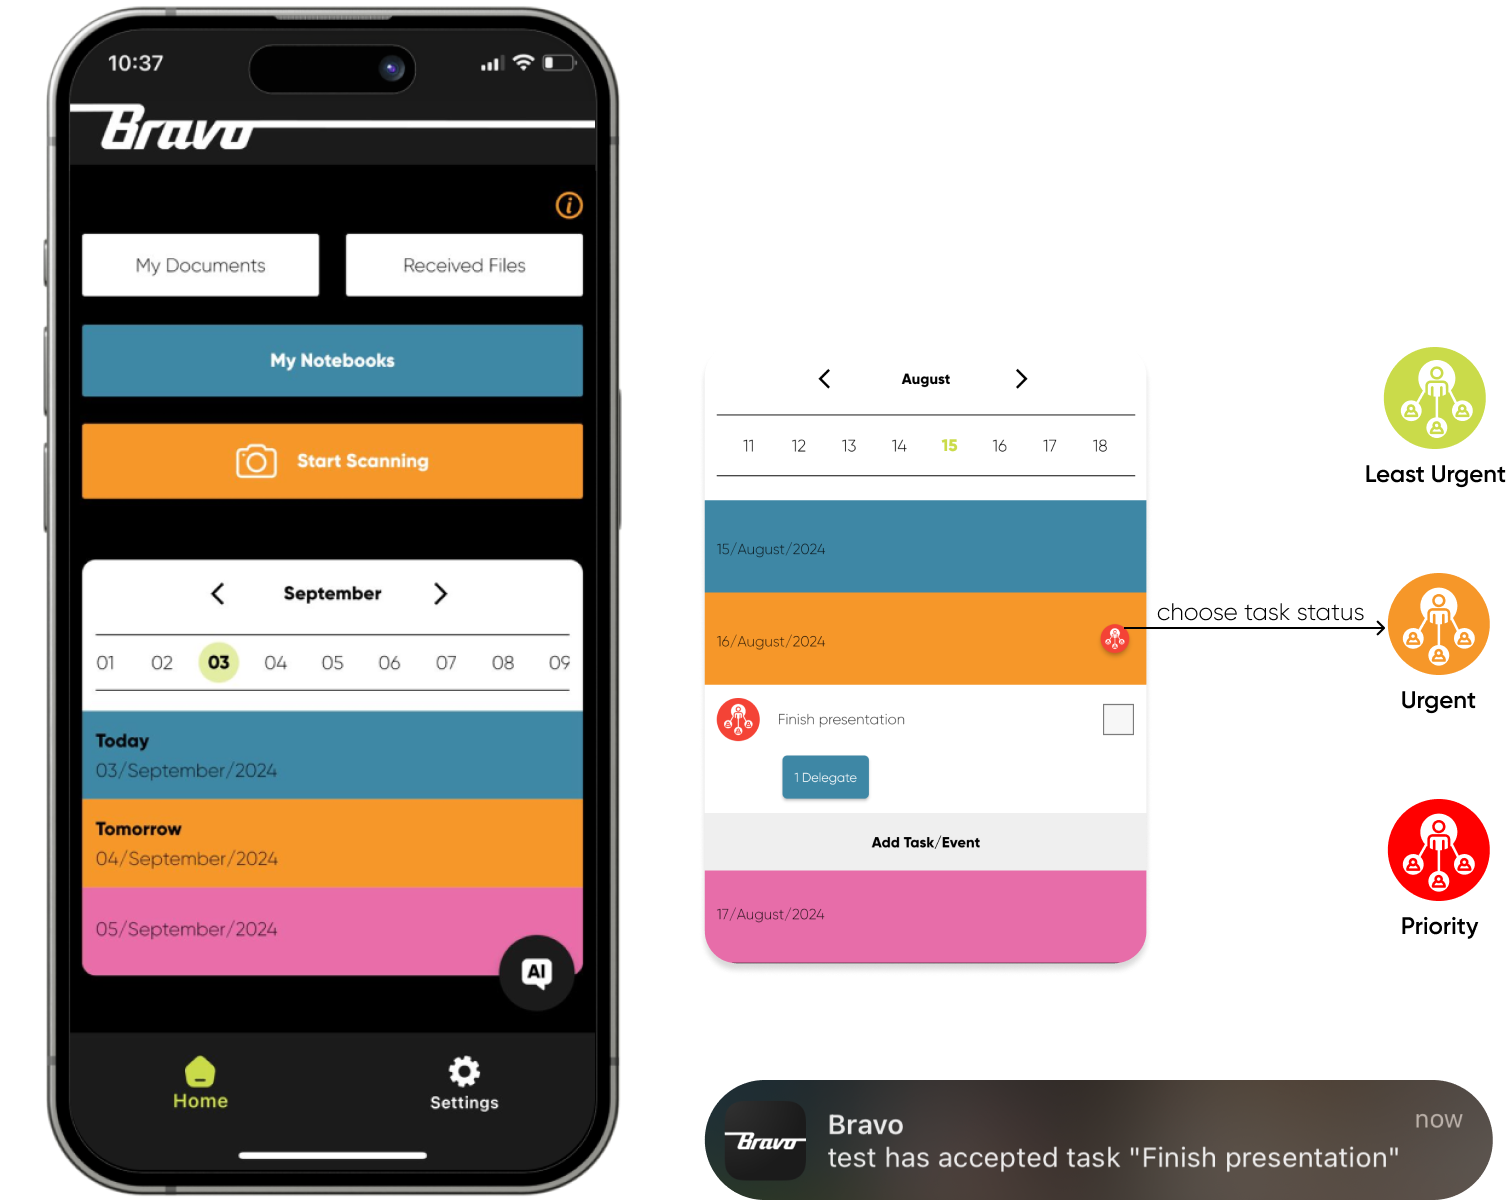 10:37
Bravo
i
My Documents
Received Files
My Notebooks
Start Scanning
September
01 02 03 04 05 06 07 08 09
Today
03/September/2024
Tomorrow
04/September/2024
05/September/2024
AI
Home
Settings
August
11 12 13 14 15 16 17 18
15/August/2024
16/August/2024
Finish presentation
1 Delegate
Add Task/Event
17/August/2024
choose task status
Least Urgent
Urgent
Priority
Bravo
Bravo
now
test has accepted task "Finish presentation"